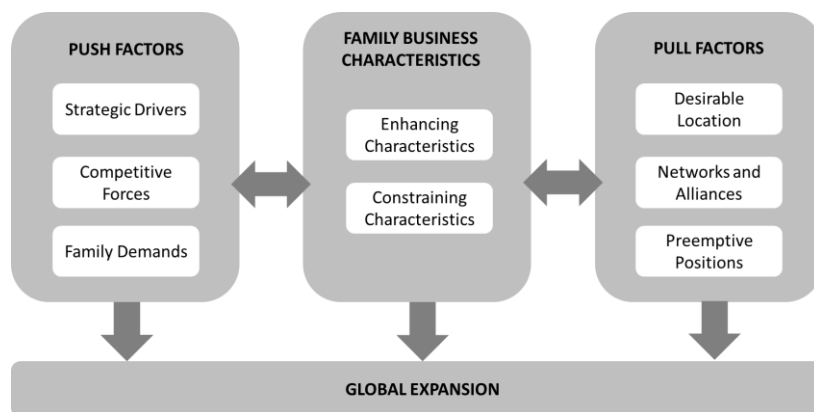 PUSH FACTORS
Strategic Drivers
Competitive
Forces
Family Demands
FAMILY BUSINESS
CHARACTERISTICS
Enhancing
Characteristics
Constraining
Characteristics
PULL FACTORS
Desirable
Location
Networks and
Alliances
Preemptive
Positions
GLOBAL EXPANSION